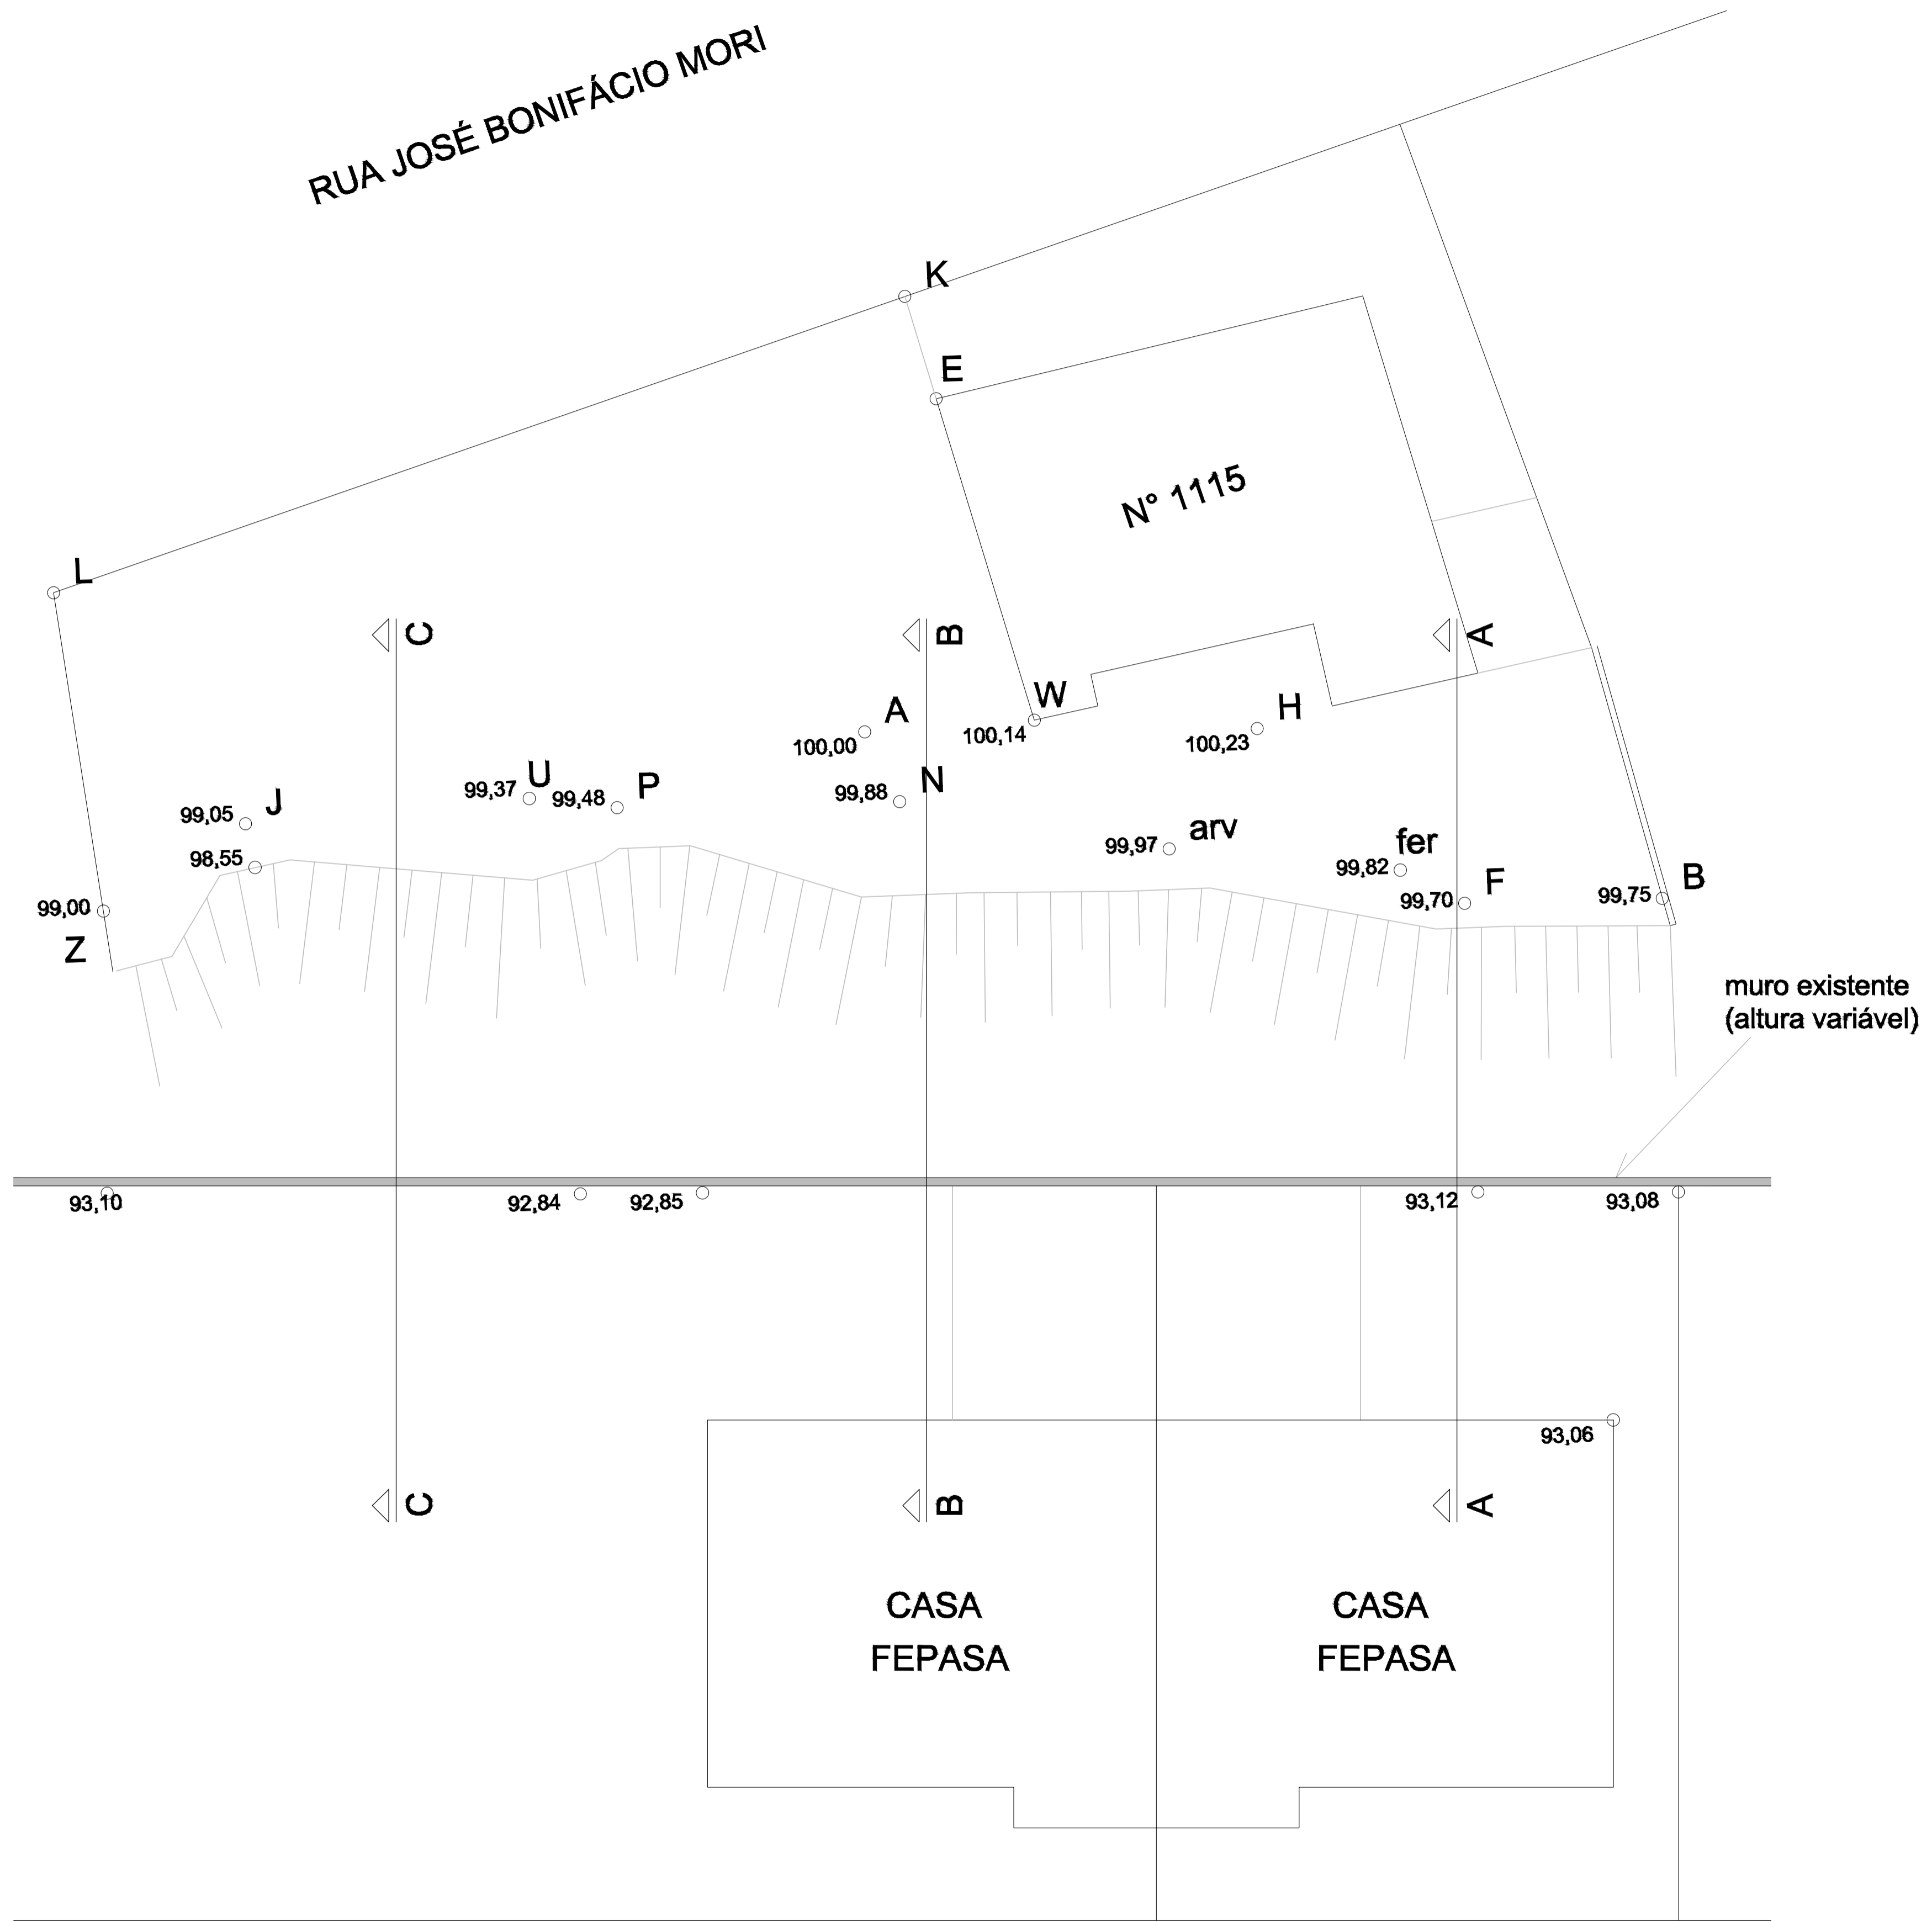 RUA JOSÉ BONIFÁCIO MORI
K
E
N° 1115
L
C
B
A
W
100,14
H
100,23
A
100,00
N
99,88
U
99,37
P
99,48
J
99,05
98,55
arv
99,97
fer
99,82
F
99,70
B
99,75
99,00
Z
muro existente
(altura variável)
93,10
92,84
92,85
93,12
93,08
93,06
C
B
A
CASA
FEPASA
CASA
FEPASA